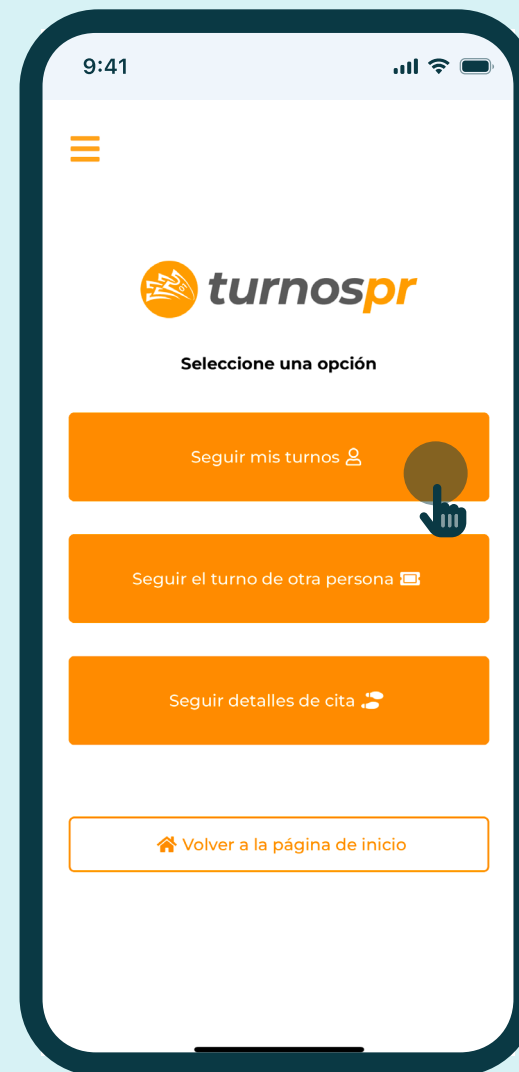 9:41
turnospr
Seleccione una opción
Seguir mis turnos
Seguir el turno de otra persona
Seguir detalles de cita
Volver a la página de inicio